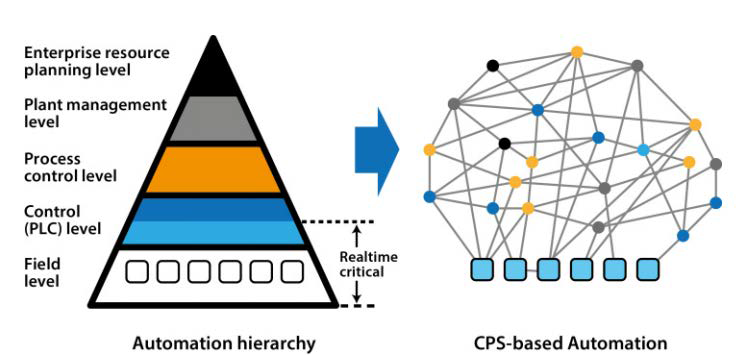 Enterprise resource
planning level
Plant management
level
Process
control level
Control
(PLC) level
Field
level
Realtime
critical
Automation hierarchy
CPS-based Automation